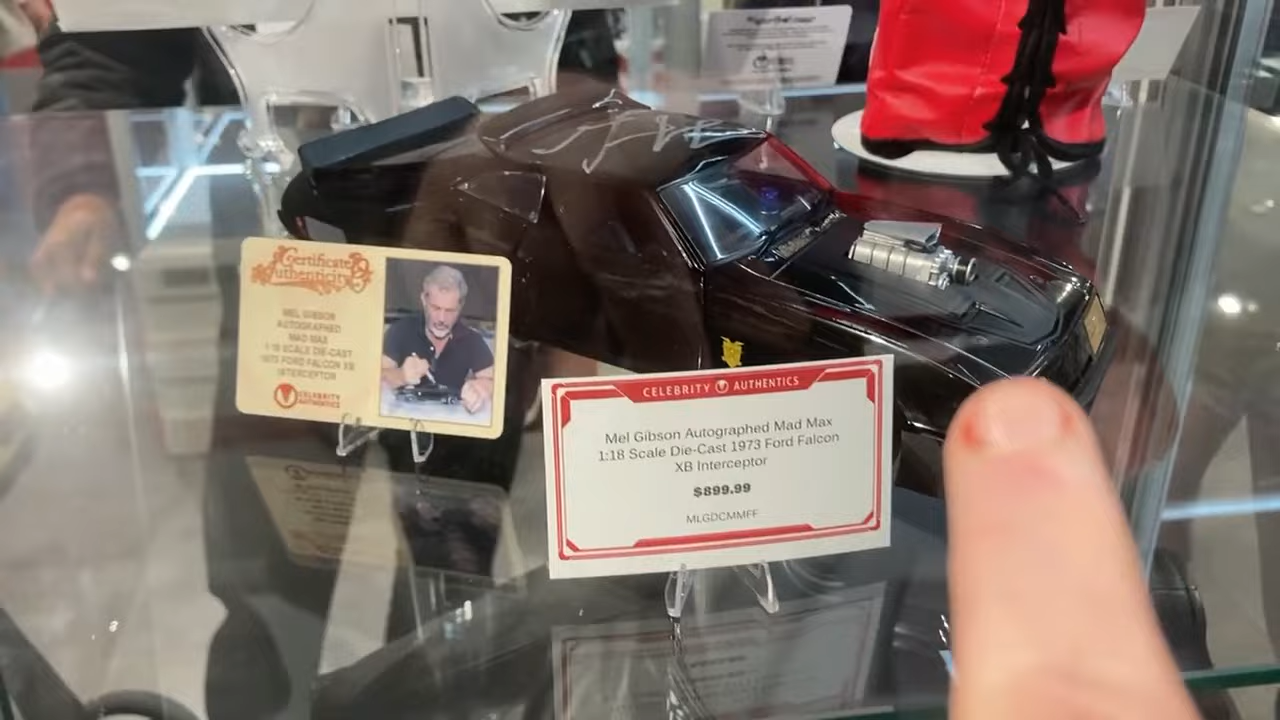 Certificate of
Authenticity
MEL GIBSON
AUTOGRAPHED
MAD MAX
1:18 SCALE DIE-CAST
1973 FORD FALCON XB
INTERCEPTOR
CELEBRITY
AUTHENTICS
CELEBRITY AUTHENTICS
Mel Gibson Autographed Mad Max
1:18 Scale Die-Cast 1973 Ford Falcon
XB Interceptor
$899.99
MLGDCMMFF